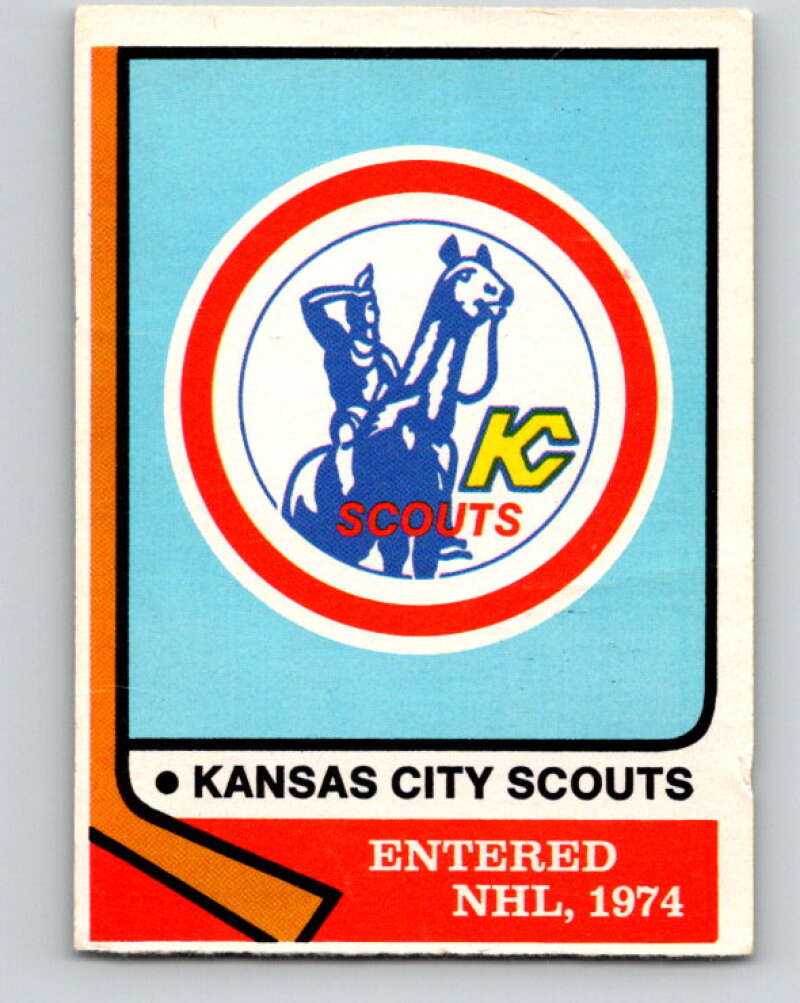 KC
SCOUTS
● KANSAS CITY SCOUTS
ENTERED
NHL, 1974